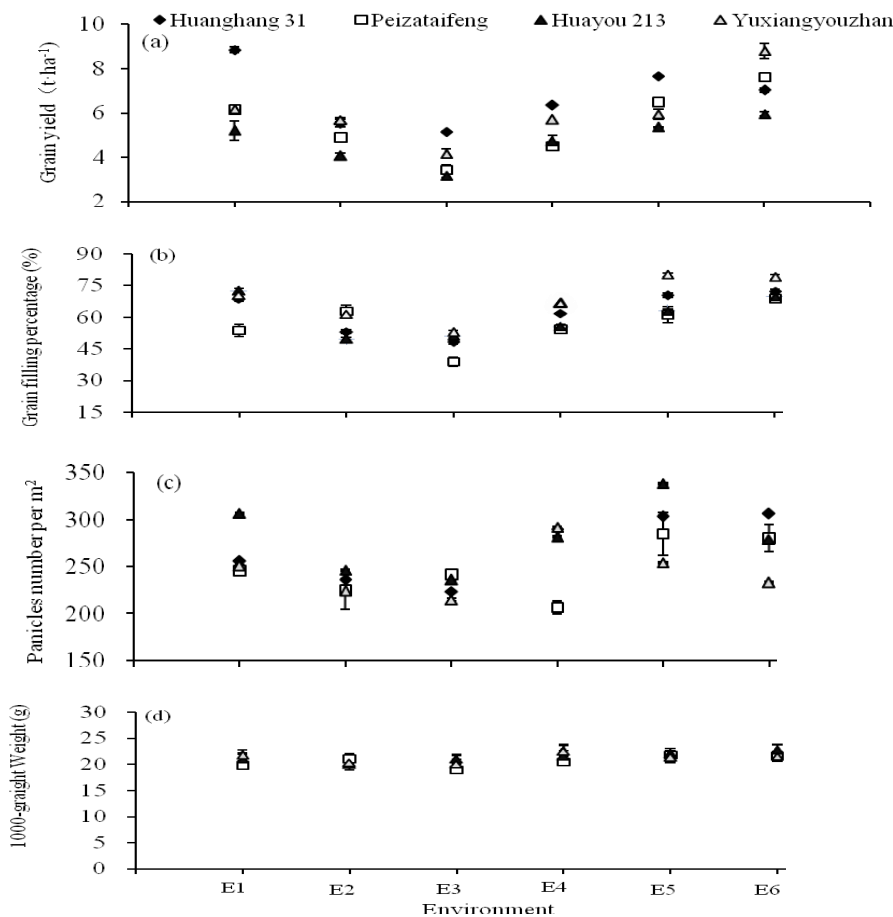 Huanghang 31 Peizataifeng Huayou 213 Yuxiangyouzhan
(a)
Grain yield (t·ha⁻¹)
10
8
6
4
2
(b)
Grain filling percentage (%)
90
75
60
45
30
15
(c)
Panicles number per m²
350
300
250
200
150
(d)
1000-graight Weight (g)
30
25
20
15
10
5
0
E1 E2 E3 E4 E5 E6
Environment